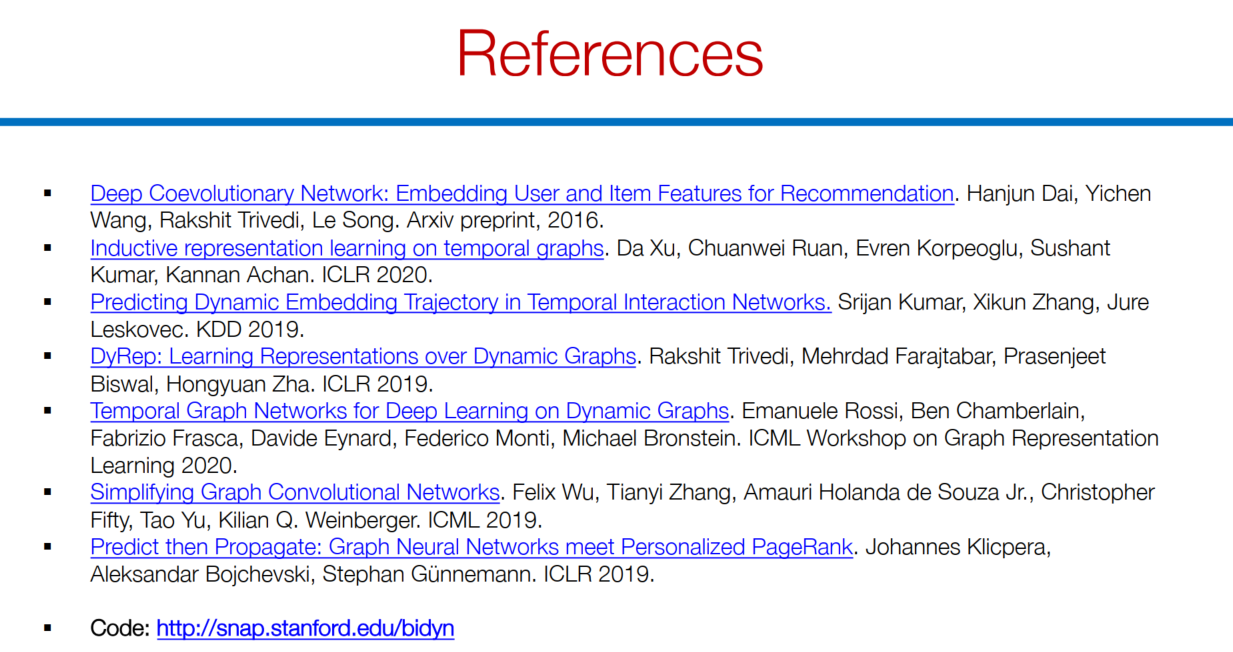 References
▪ Deep Coevolutionary Network: Embedding User and Item Features for Recommendation. Hanjun Dai, Yichen
Wang, Rakshit Trivedi, Le Song. Arxiv preprint, 2016.
▪ Inductive representation learning on temporal graphs. Da Xu, Chuanwei Ruan, Evren Korpeoglu, Sushant
Kumar, Kannan Achan. ICLR 2020.
▪ Predicting Dynamic Embedding Trajectory in Temporal Interaction Networks. Srijan Kumar, Xikun Zhang, Jure
Leskovec. KDD 2019.
▪ DyRep: Learning Representations over Dynamic Graphs. Rakshit Trivedi, Mehrdad Farajtabar, Prasenjeet
Biswal, Hongyuan Zha. ICLR 2019.
▪ Temporal Graph Networks for Deep Learning on Dynamic Graphs. Emanuele Rossi, Ben Chamberlain,
Fabrizio Frasca, Davide Eynard, Federico Monti, Michael Bronstein. ICML Workshop on Graph Representation
Learning 2020.
▪ Simplifying Graph Convolutional Networks. Felix Wu, Tianyi Zhang, Amauri Holanda de Souza Jr., Christopher
Fifty, Tao Yu, Kilian Q. Weinberger. ICML 2019.
▪ Predict then Propagate: Graph Neural Networks meet Personalized PageRank. Johannes Klicpera,
Aleksandar Bojchevski, Stephan Günnemann. ICLR 2019.
▪ Code: http://snap.stanford.edu/bidyn